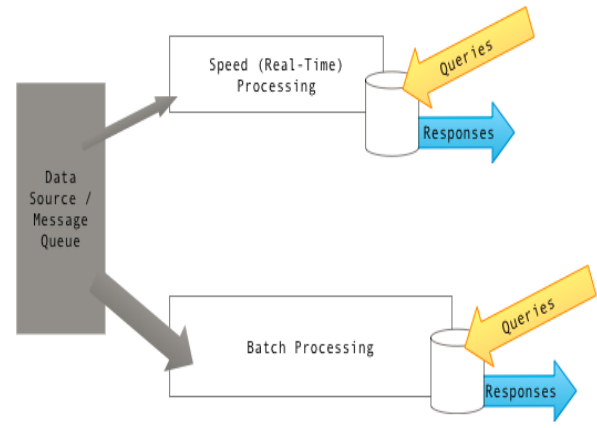 Speed (Real-Time)
Processing
Queries
Responses
Data
Source /
Message
Queue
Batch Processing
Queries
Responses